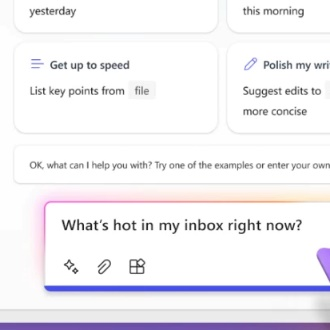 yesterday
this morning
Get up to speed
Polish my
List key points from file
Suggest edits to
more concise
OK, what can I help you with? Try one of the examples or enter your own
What's hot in my inbox right now?